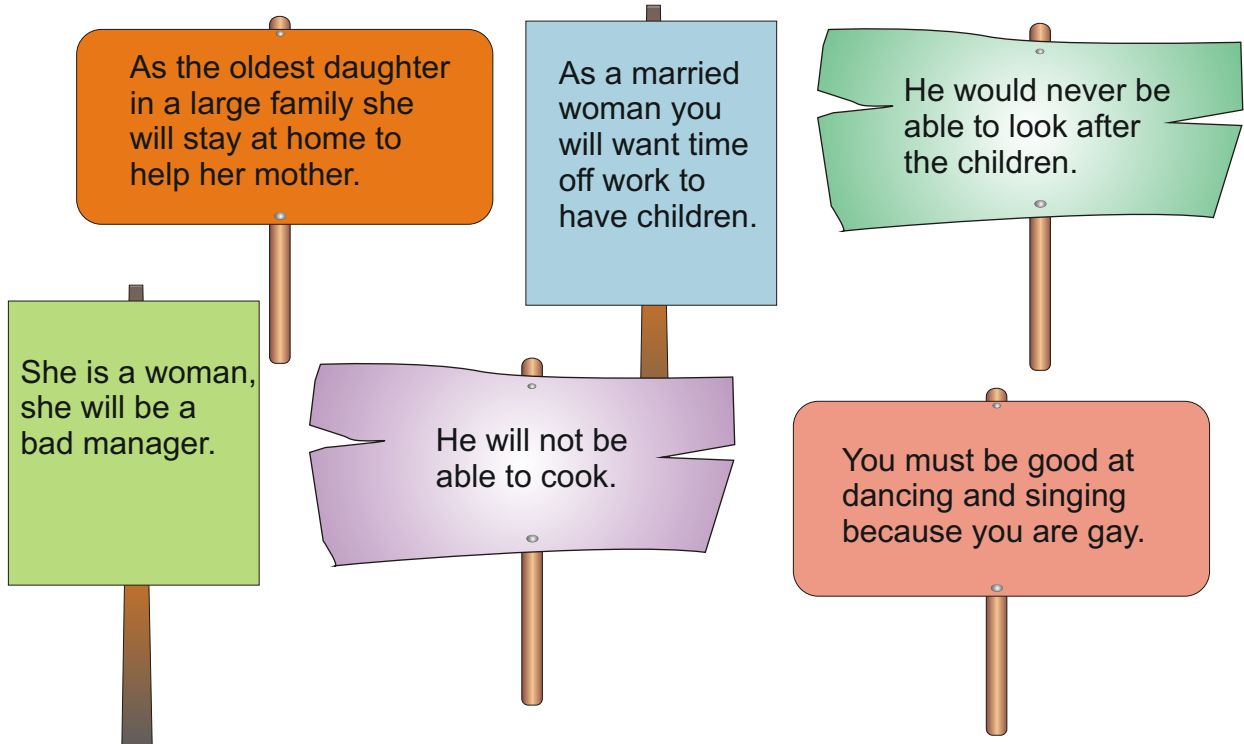 As the oldest daughter
in a large family she
will stay at home to
help her mother.
As a married
woman you
will want time
off work to
have children.
He would never be
able to look after
the children.
She is a woman,
she will be a
bad manager.
He will not be
able to cook.
You must be good at
dancing and singing
because you are gay.